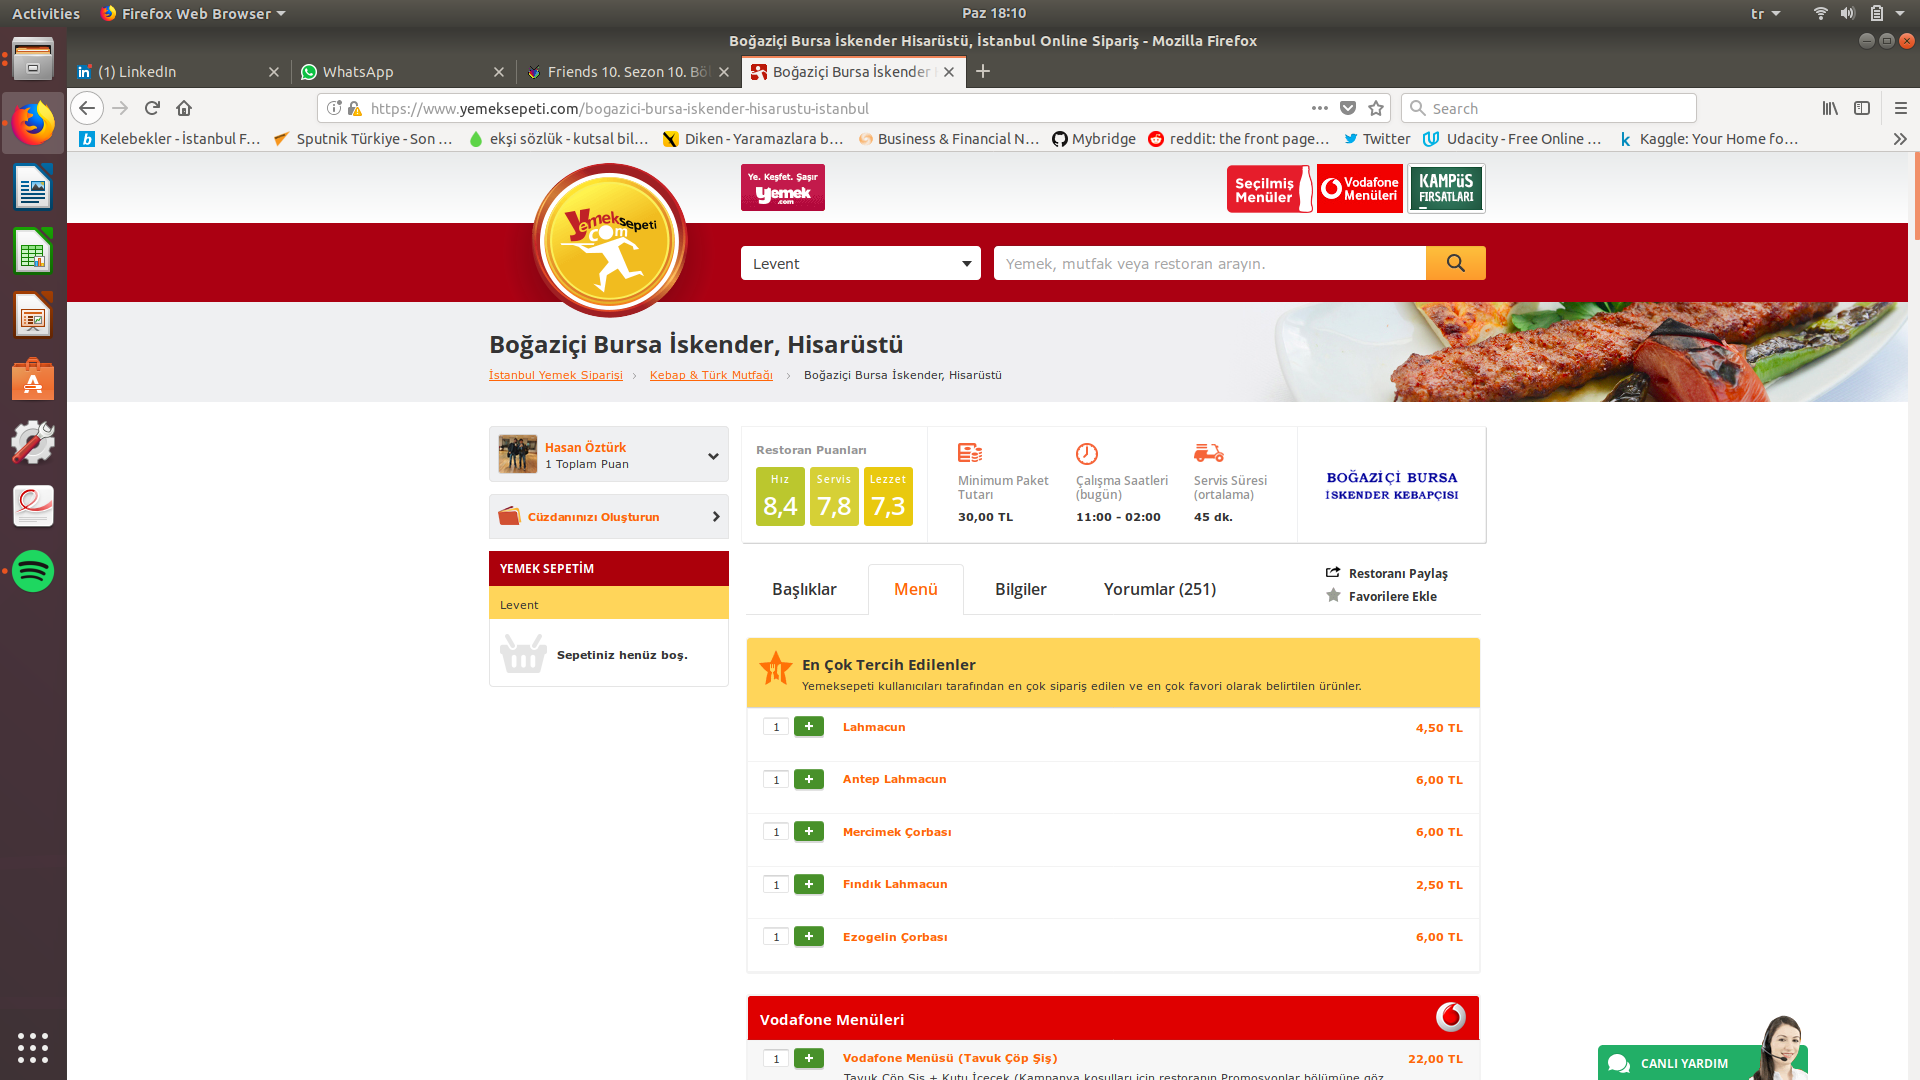 Activities
Firefox Web Browser
Paz 18:10
tr
Boğaziçi Bursa İskender Hisarüstü, İstanbul Online Sipariş - Mozilla Firefox
(1) LinkedIn
WhatsApp
Friends 10. Sezon 10. Böl
Boğaziçi Bursa İskender
https://www.yemeksepeti.com/bogazici-bursa-iskender-hisarustu-istanbul
Search
Kelebekler - İstanbul F…
Sputnik Türkiye - Son …
ekşi sözlük - kutsal bil…
Diken - Yaramazlara b…
Business & Financial N…
Mybridge
reddit: the front page…
Twitter
Udacity - Free Online …
Kaggle: Your Home fo…
Ye. Keşfet. Şaşır
yemek
.com
Seçilmiş
Menüler
Vodafone
Menüleri
KAMPÜS
FIRSATLARI
Yemek
sepeti
com
Levent
Yemek, mutfak veya restoran arayın.
Boğaziçi Bursa İskender, Hisarüstü
İstanbul Yemek Siparişi > Kebap & Türk Mutfağı > Boğaziçi Bursa İskender, Hisarüstü
Hasan Öztürk
1 Toplam Puan
Cüzdanınızı Oluşturun
YEMEK SEPETİM
Levent
Sepetiniz henüz boş.
Restoran Puanları
Hız
8,4
Servis
7,8
Lezzet
7,3
Minimum Paket
Tutarı
30,00 TL
Çalışma Saatleri
(bugün)
11:00 - 02:00
Servis Süresi
(ortalama)
45 dk.
BOĞAZİÇİ BURSA
İSKENDER KEBAPÇISI
Başlıklar
Menü
Bilgiler
Yorumlar (251)
Restoranı Paylaş
Favorilere Ekle
En Çok Tercih Edilenler
Yemeksepeti kullanıcıları tarafından en çok sipariş edilen ve en çok favori olarak belirtilen ürünler.
1 + Lahmacun 4,50 TL
1 + Antep Lahmacun 6,00 TL
1 + Mercimek Çorbası 6,00 TL
1 + Fındık Lahmacun 2,50 TL
1 + Ezogelin Çorbası 6,00 TL
Vodafone Menüleri
1 + Vodafone Menüsü (Tavuk Çöp Şiş) 22,00 TL
Tavuk Çöp Şiş + Kutu İçecek (Kampanya koşulları için restoranın Promosyonlar bölümüne göz
CANLI YARDIM